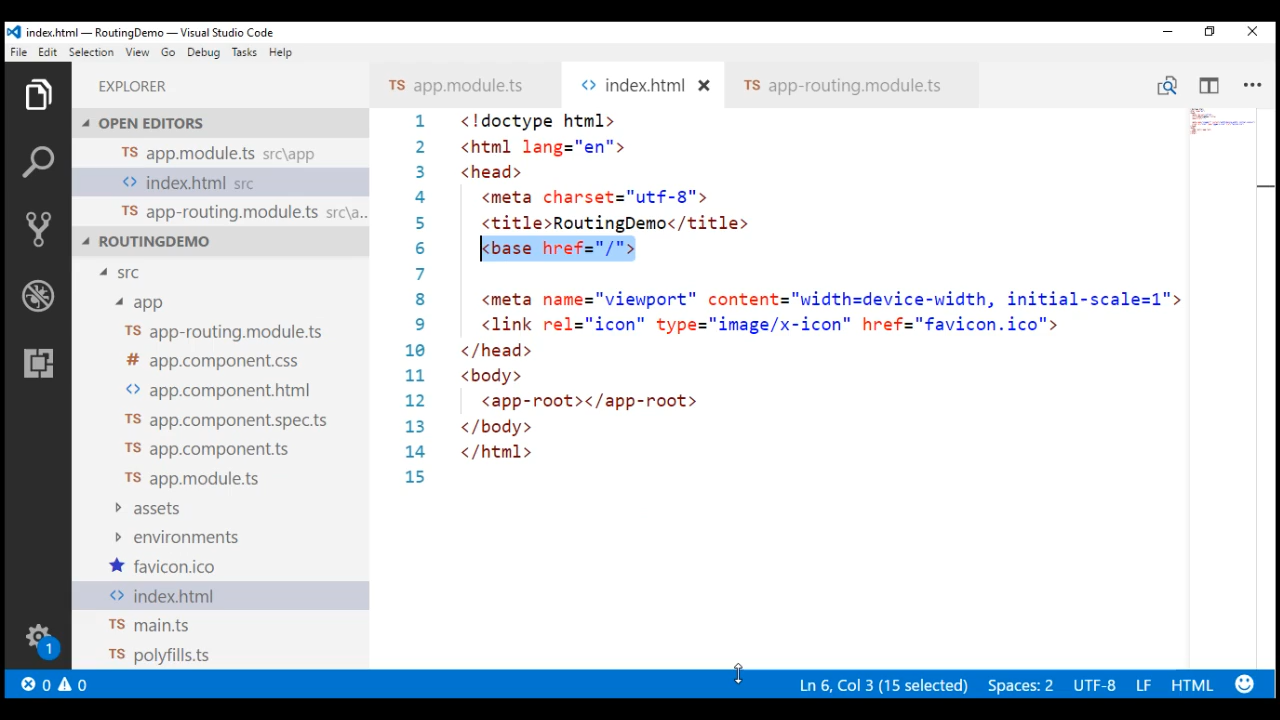 index.html — RoutingDemo — Visual Studio Code
File Edit Selection View Go Debug Tasks Help
EXPLORER
OPEN EDITORS
TS app.module.ts src\app
<> index.html src
TS app-routing.module.ts src\a...
ROUTINGDEMO
src
app
TS app-routing.module.ts
# app.component.css
<> app.component.html
TS app.component.spec.ts
TS app.component.ts
TS app.module.ts
assets
environments
favicon.ico
<> index.html
TS main.ts
TS polyfills.ts
1
TS app.module.ts <> index.html TS app-routing.module.ts
1 <!doctype html>
2 <html lang="en">
3 <head>
4 <meta charset="utf-8">
5 <title>RoutingDemo</title>
6 <base href="/">
7
8 <meta name="viewport" content="width=device-width, initial-scale=1">
9 <link rel="icon" type="image/x-icon" href="favicon.ico">
10 </head>
11 <body>
12 <app-root></app-root>
13 </body>
14 </html>
15
0 0 Ln 6, Col 3 (15 selected) Spaces: 2 UTF-8 LF HTML